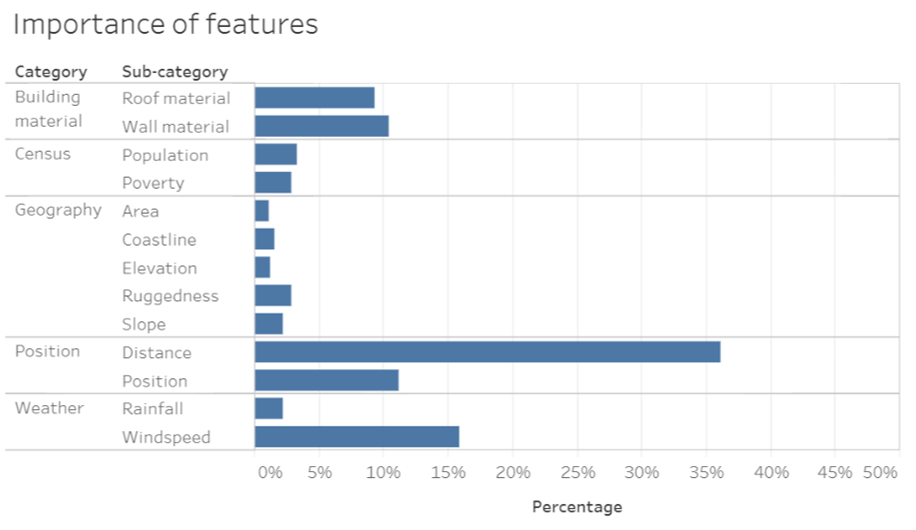 Importance of features
Category Sub-category
Building material Roof material
Wall material
Census Population
Poverty
Geography Area
Coastline
Elevation
Ruggedness
Slope
Position Distance
Position
Weather Rainfall
Windspeed
0% 5% 10% 15% 20% 25% 30% 35% 40% 45% 50%
Percentage